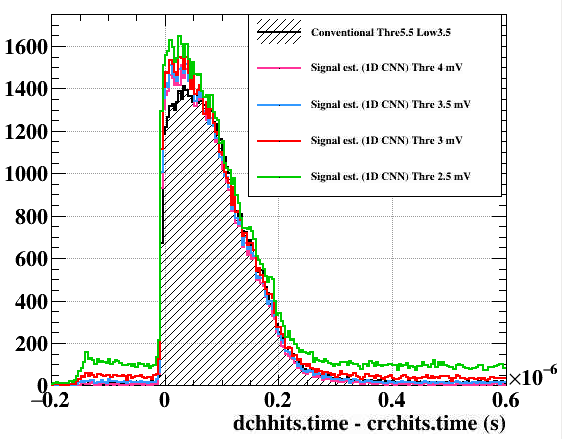 1600
1400
1200
1000
800
600
400
200
0
Conventional Thre5.5 Low3.5
Signal est. (1D CNN) Thre 4 mV
Signal est. (1D CNN) Thre 3.5 mV
Signal est. (1D CNN) Thre 3 mV
Signal est. (1D CNN) Thre 2.5 mV
−0.2 0 0.2 0.4 0.6
×10⁻⁶
dchhits.time - crchits.time (s)